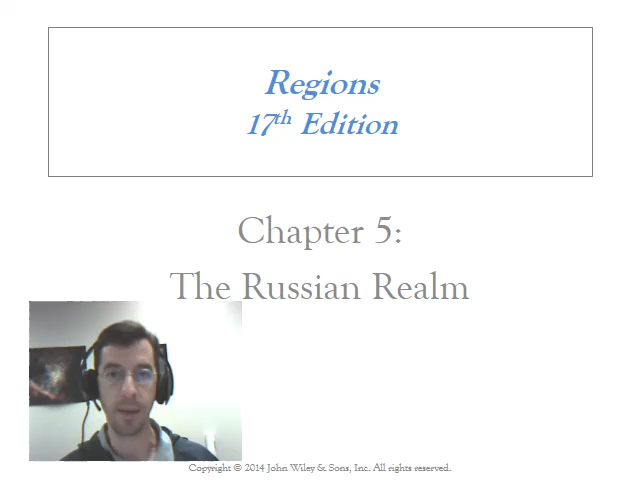 Regions
17th Edition
Chapter 5:
The Russian Realm
Copyright © 2014 John Wiley & Sons, Inc. All rights reserved.